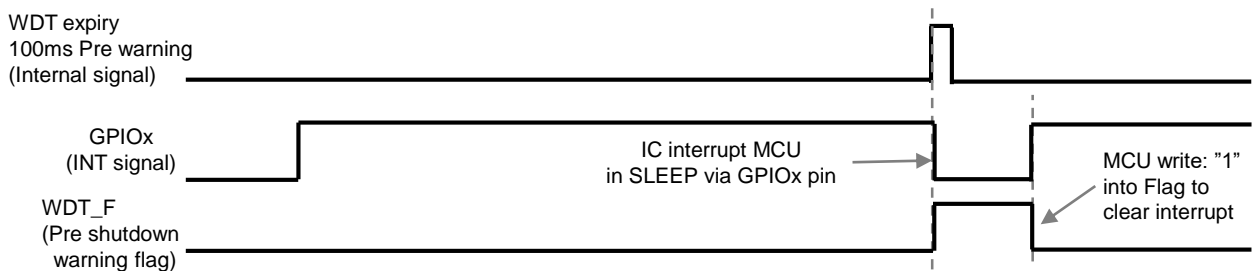 WDT expiry
100ms Pre warning
(Internal signal)
GPIOx
(INT signal)
IC interrupt MCU
in SLEEP via GPIOx pin
MCU write: ”1”
into Flag to
clear interrupt
WDT_F
(Pre shutdown
warning flag)